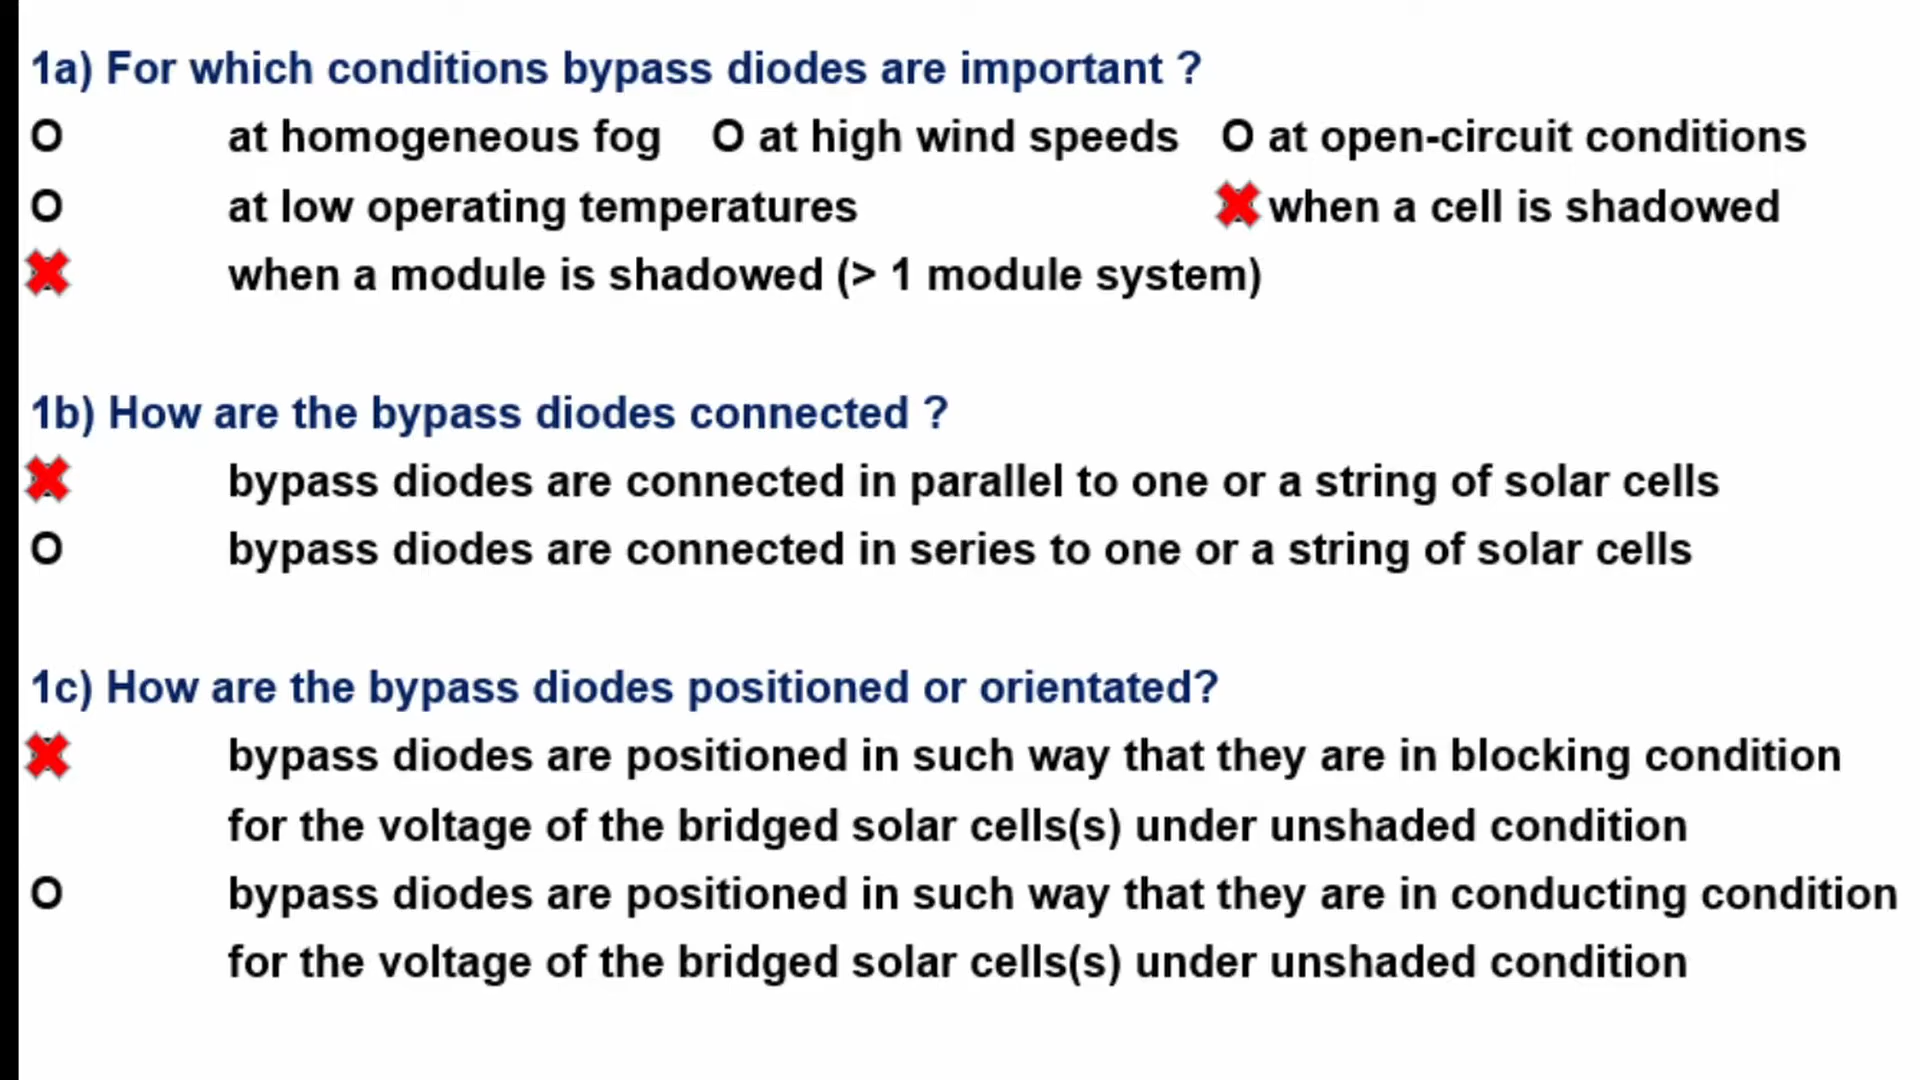 1a) For which conditions bypass diodes are important ?
O at homogeneous fog O at high wind speeds O at open-circuit conditions
O at low operating temperatures when a cell is shadowed
when a module is shadowed (> 1 module system)
1b) How are the bypass diodes connected ?
bypass diodes are connected in parallel to one or a string of solar cells
O bypass diodes are connected in series to one or a string of solar cells
1c) How are the bypass diodes positioned or orientated?
bypass diodes are positioned in such way that they are in blocking condition
for the voltage of the bridged solar cells(s) under unshaded condition
O bypass diodes are positioned in such way that they are in conducting condition
for the voltage of the bridged solar cells(s) under unshaded condition